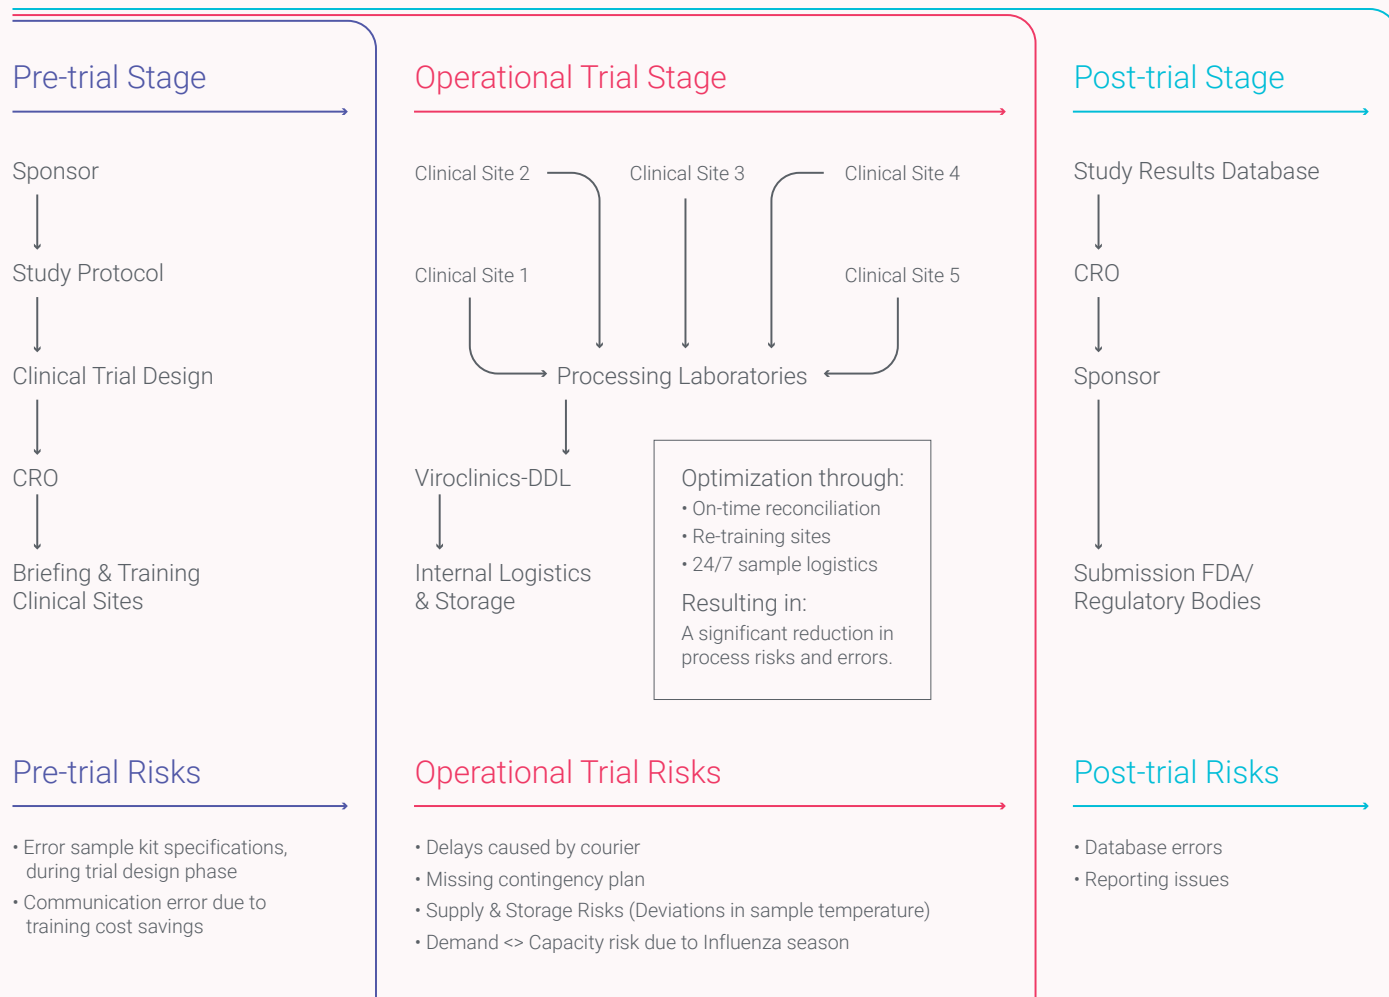 Pre-trial Stage
Sponsor
Study Protocol
Clinical Trial Design
CRO
Briefing & Training
Clinical Sites
Operational Trial Stage
Clinical Site 2
Clinical Site 3
Clinical Site 4
Clinical Site 1
Clinical Site 5
Processing Laboratories
Viroclinics-DDL
Internal Logistics
& Storage
Optimization through:
• On-time reconciliation
• Re-training sites
• 24/7 sample logistics
Resulting in:
A significant reduction in
process risks and errors.
Post-trial Stage
Study Results Database
CRO
Sponsor
Submission FDA/
Regulatory Bodies
Pre-trial Risks
• Error sample kit specifications,
during trial design phase
• Communication error due to
training cost savings
Operational Trial Risks
• Delays caused by courier
• Missing contingency plan
• Supply & Storage Risks (Deviations in sample temperature)
• Demand <> Capacity risk due to Influenza season
Post-trial Risks
• Database errors
• Reporting issues